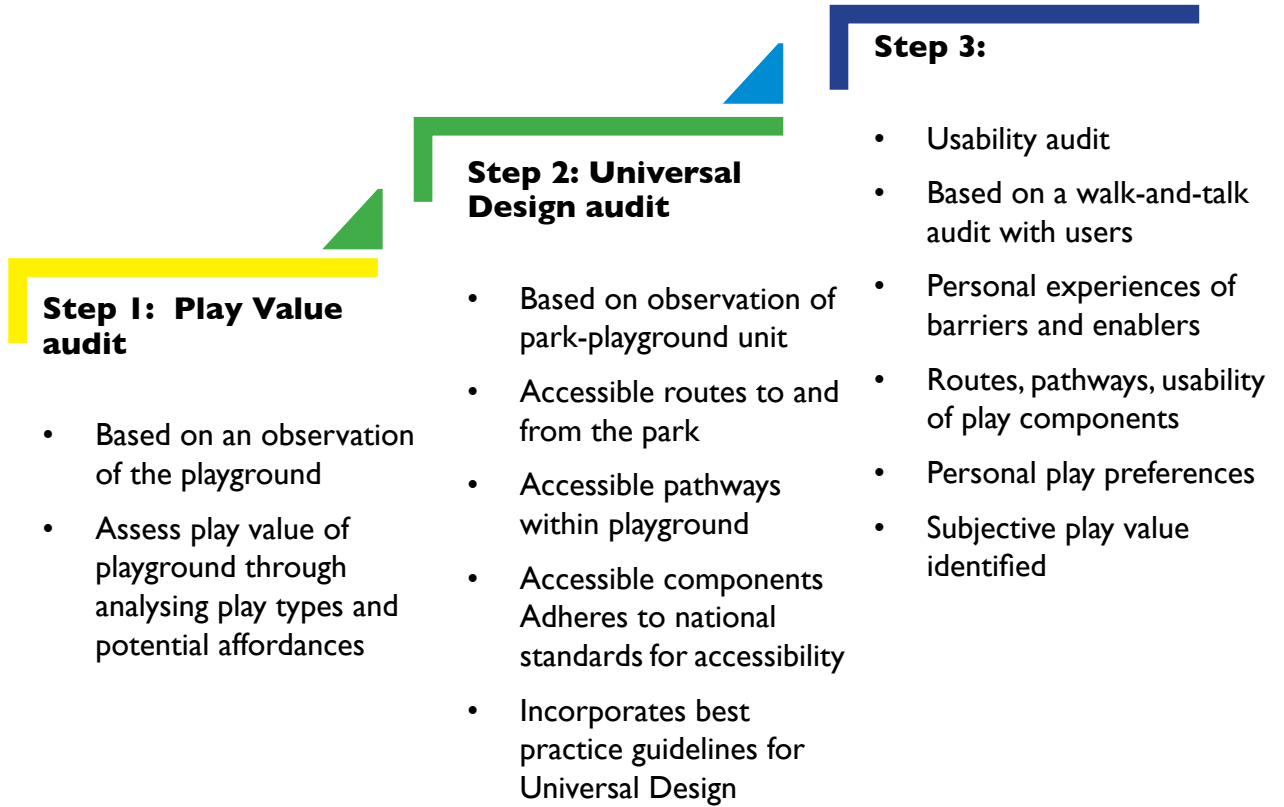 Step 1: Play Value
audit
• Based on an observation
of the playground
• Assess play value of
playground through
analysing play types and
potential affordances
Step 2: Universal
Design audit
• Based on observation of
park-playground unit
• Accessible routes to and
from the park
• Accessible pathways
within playground
• Accessible components
Adheres to national
standards for accessibility
• Incorporates best
practice guidelines for
Universal Design
Step 3:
• Usability audit
• Based on a walk-and-talk
audit with users
• Personal experiences of
barriers and enablers
• Routes, pathways, usability
of play components
• Personal play preferences
• Subjective play value
identified